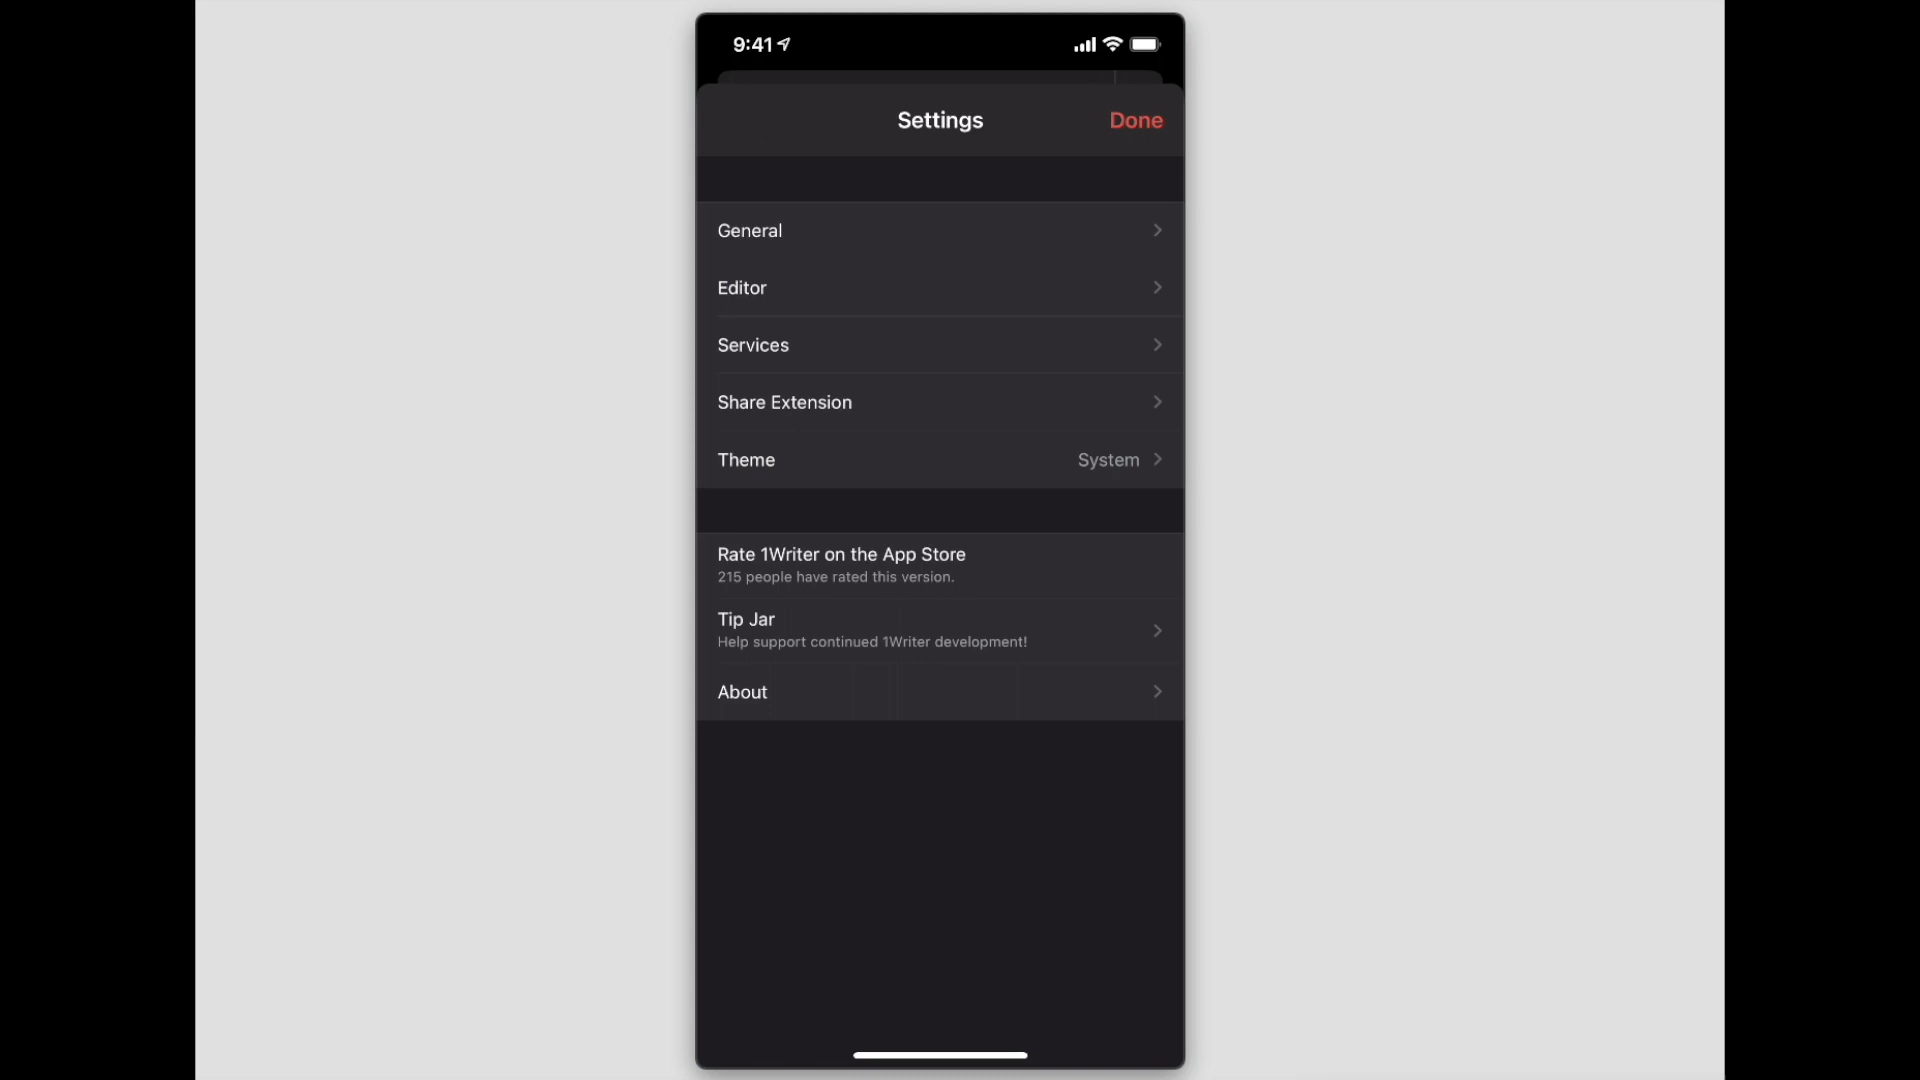 9:41
Settings
Done
General
Editor
Services
Share Extension
Theme
System
Rate 1Writer on the App Store
215 people have rated this version.
Tip Jar
Help support continued 1Writer development!
About